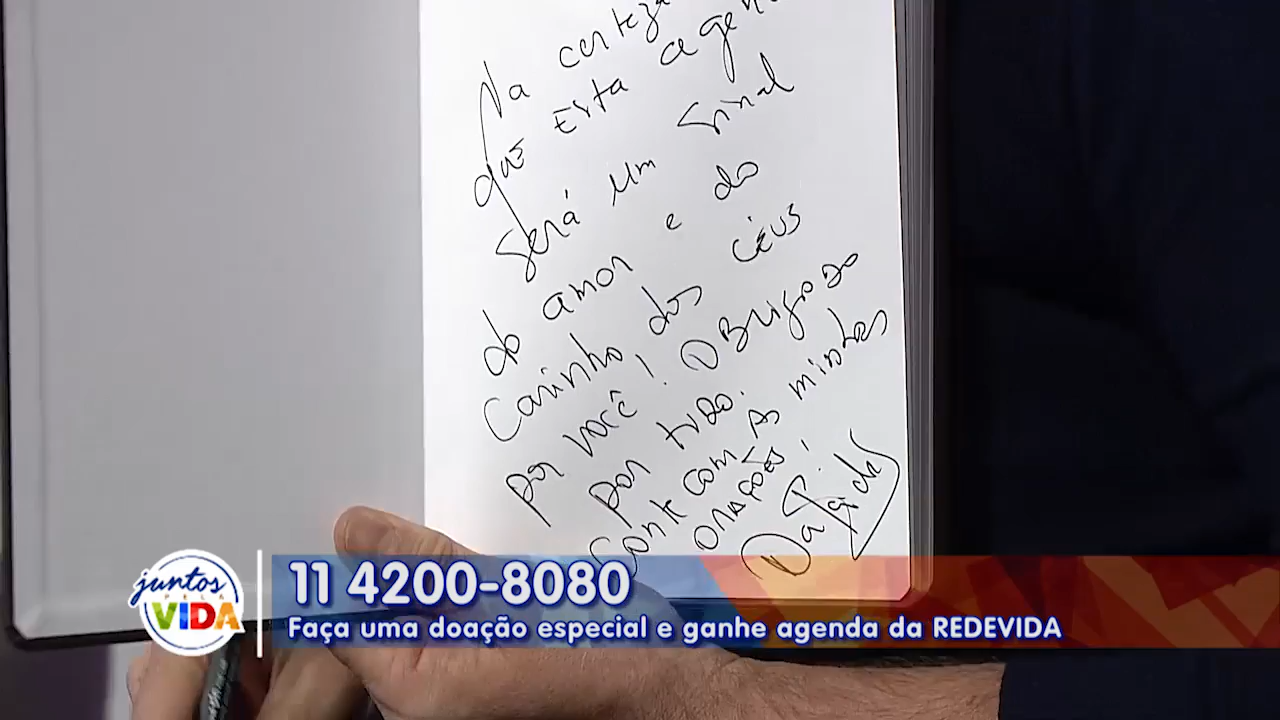 Na certeza
que Esta agen
Será um Sinal
do amor e do
Carinho dos céus
por você! OBRIGADO
por tudo.
Conte com As minhas
orações!
juntos
PELA
VIDA
11 4200-8080
Faça uma doação especial e ganhe agenda da REDEVIDA